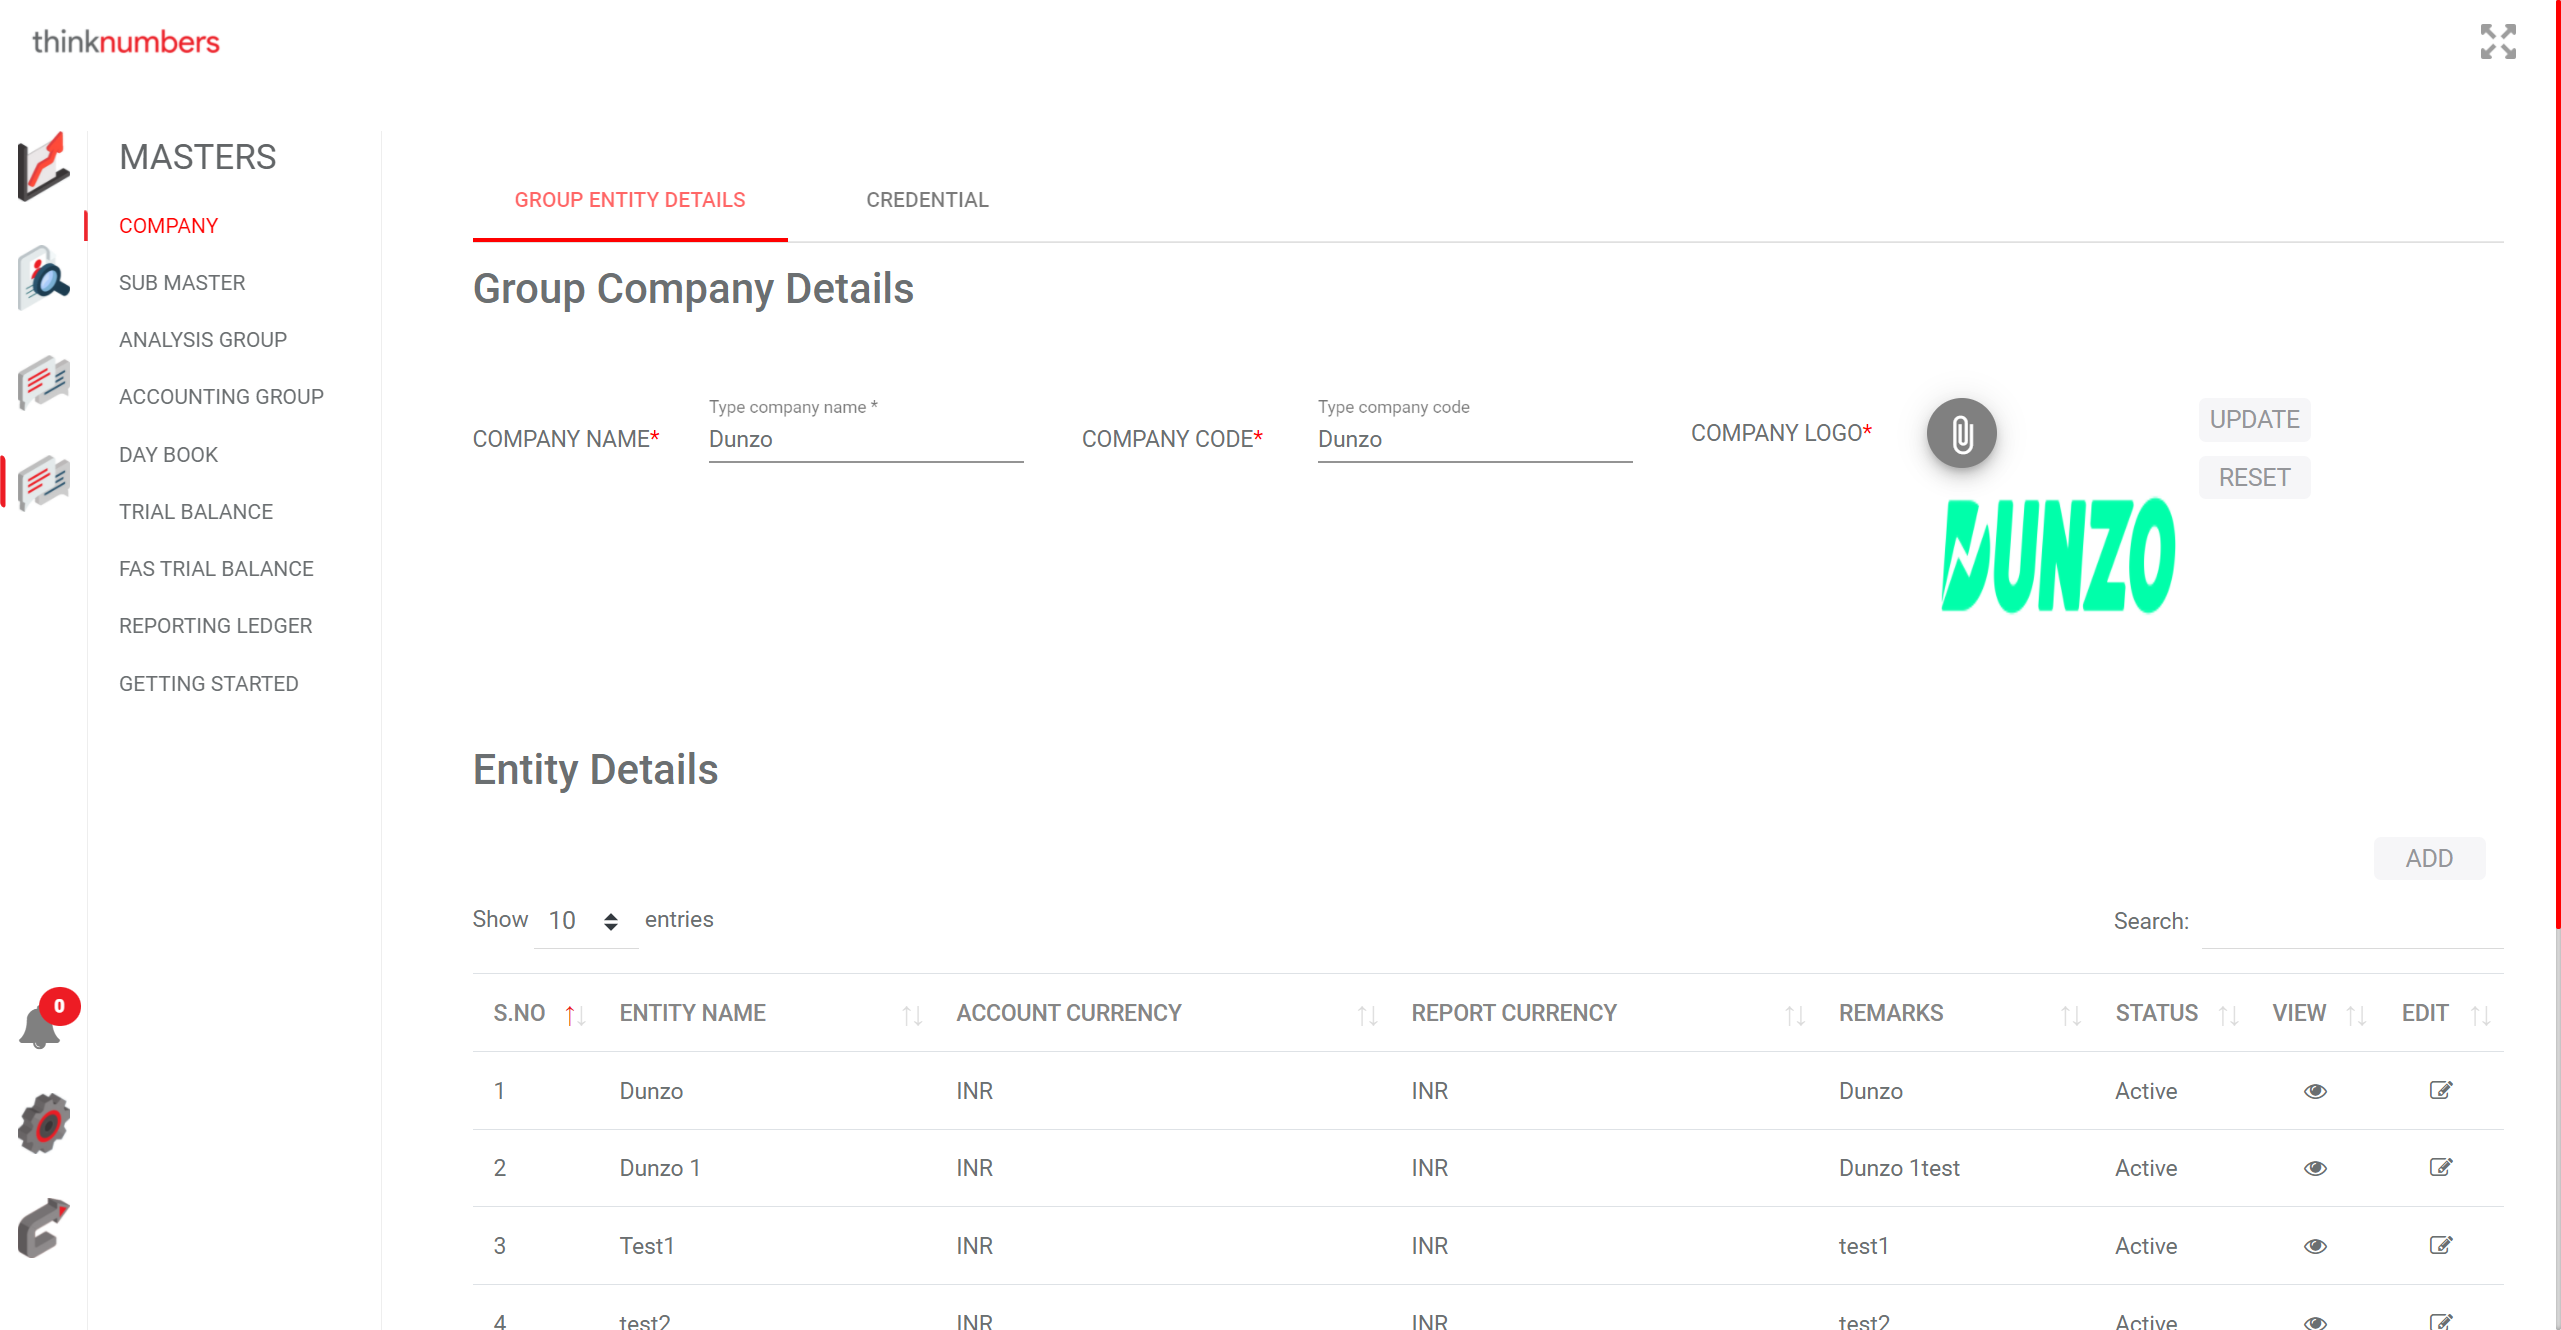 thinknumbers
MASTERS
COMPANY
SUB MASTER
ANALYSIS GROUP
ACCOUNTING GROUP
DAY BOOK
TRIAL BALANCE
FAS TRIAL BALANCE
REPORTING LEDGER
GETTING STARTED
0
GROUP ENTITY DETAILS CREDENTIAL
Group Company Details
COMPANY NAME* Type company name * Dunzo COMPANY CODE* Type company code Dunzo COMPANY LOGO* UPDATE
RESET
DUNZO
Entity Details
ADD
Show 10 entries Search:
S.NO ENTITY NAME ACCOUNT CURRENCY REPORT CURRENCY REMARKS STATUS VIEW EDIT
1 Dunzo INR INR Dunzo Active
2 Dunzo 1 INR INR Dunzo 1test Active
3 Test1 INR INR test1 Active
4 test2 INR INR test2 Active